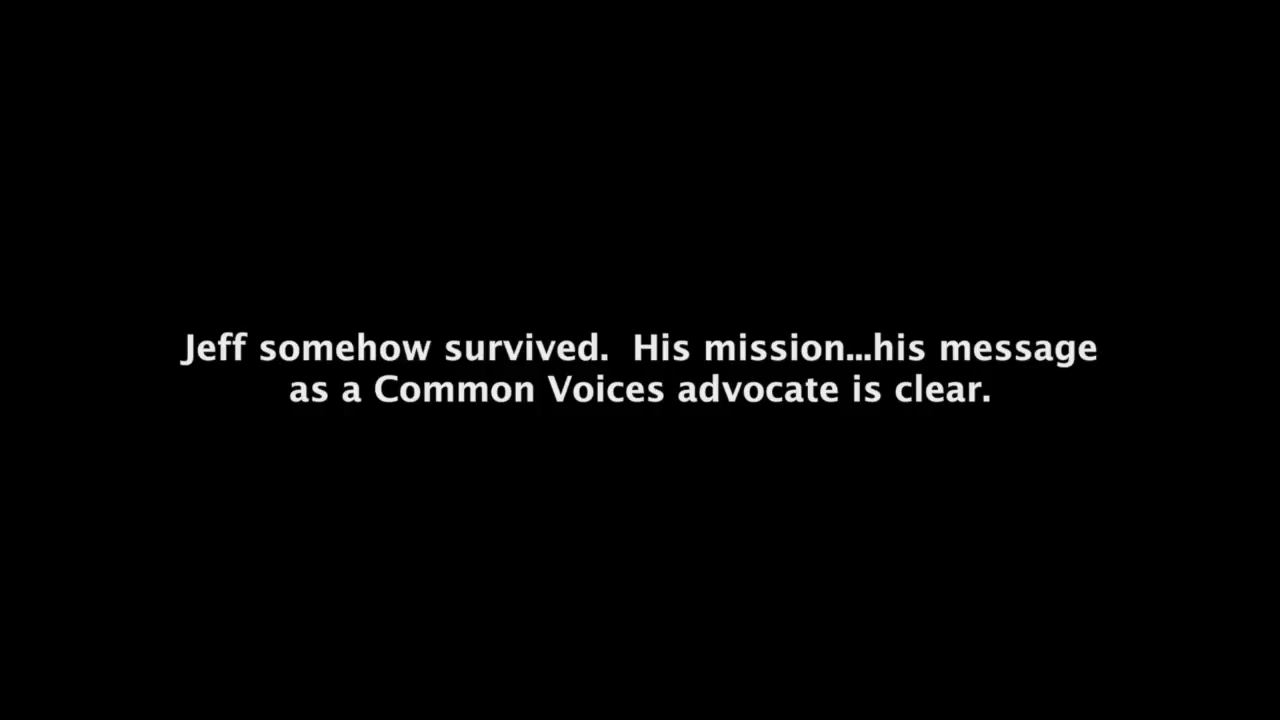 Jeff somehow survived.  His mission...his message
as a Common Voices advocate is clear.